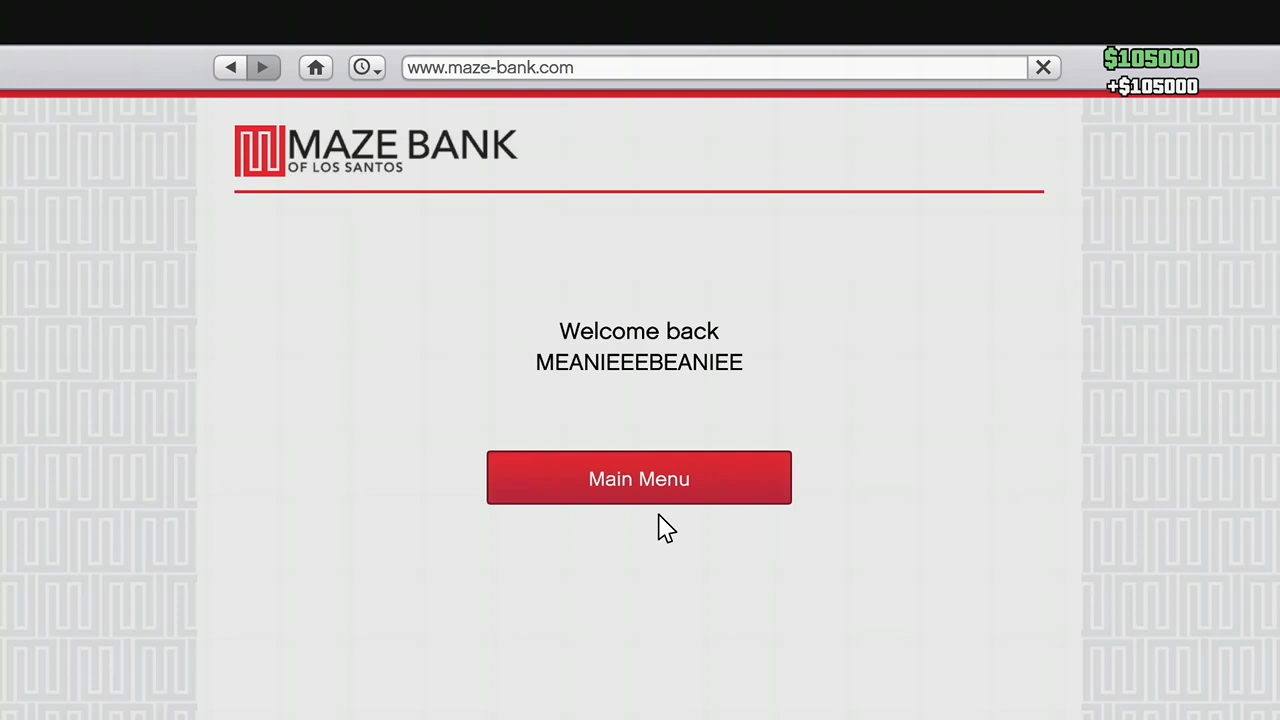 www.maze-bank.com
$105000
+$105000
MAZE BANK
OF LOS SANTOS
Welcome back
MEANIEEEBEANIEE
Main Menu